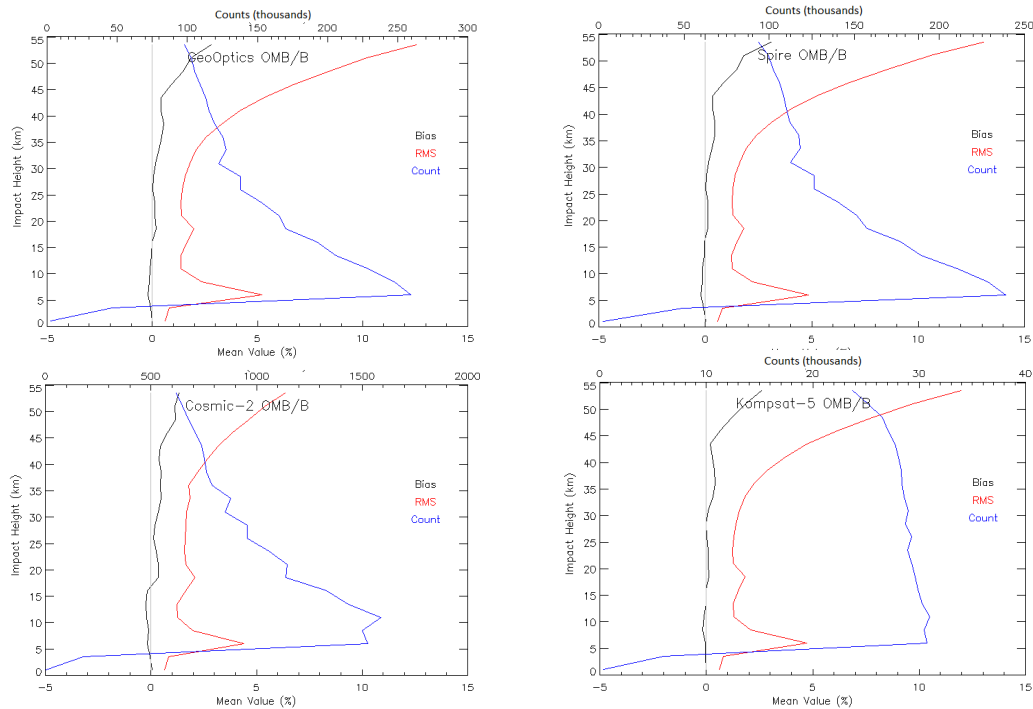 Counts (thousands)
0 50 100 150 200 250 300
GeoOptics OMB/B
Bias
RMS
Count
Impact Height (km)
55
50
45
40
35
30
25
20
15
10
5
0
-5 0 5 10 15
Mean Value (%)
Counts (thousands)
0 50 100 150 200 250
Spire OMB/B
Bias
RMS
Count
Impact Height (km)
55
50
45
40
35
30
25
20
15
10
5
0
-5 0 5 10 15
Mean Value (%)
0 500 1000 1500 2000
Cosmic-2 OMB/B
Bias
RMS
Count
Impact Height (km)
55
50
45
40
35
30
25
20
15
10
5
0
-5 0 5 10 15
Mean Value (%)
Counts (thousands)
0 10 20 30 40
Kompsat-5 OMB/B
Bias
RMS
Count
Impact Height (km)
55
50
45
40
35
30
25
20
15
10
5
0
-5 0 5 10 15
Mean Value (%)